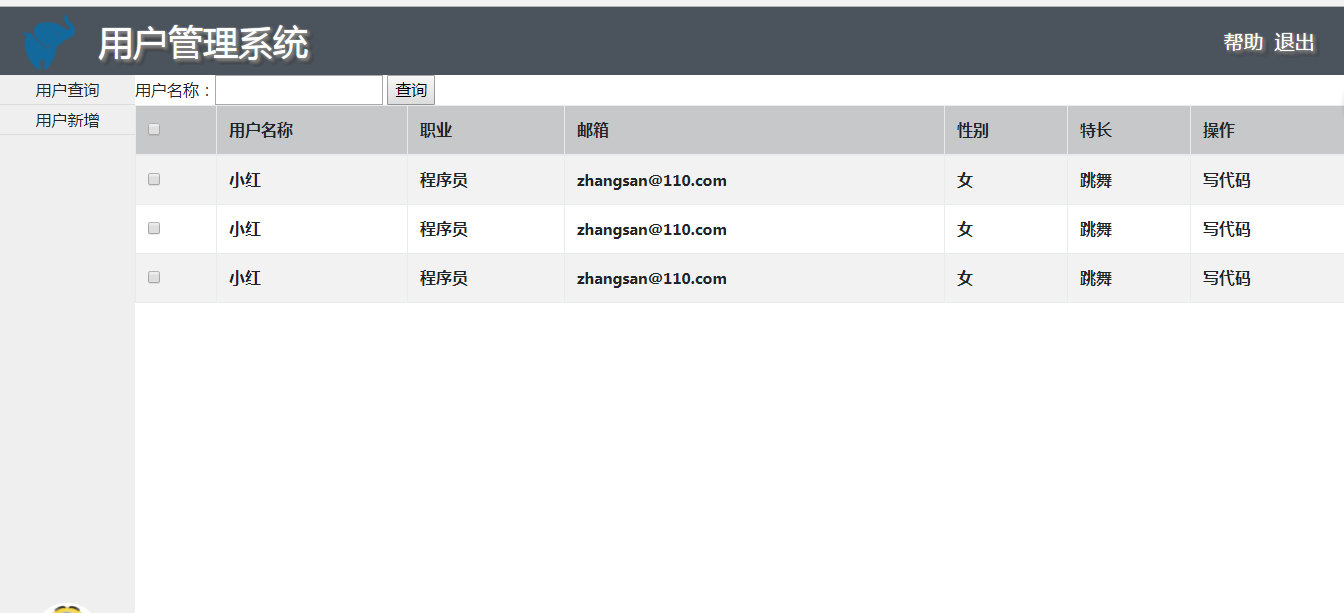 用户管理系统
帮助 退出
用户查询
用户新增
用户名称： 查询
用户名称 职业 邮箱 性别 特长 操作
小红 程序员 zhangsan@110.com 女 跳舞 写代码
小红 程序员 zhangsan@110.com 女 跳舞 写代码
小红 程序员 zhangsan@110.com 女 跳舞 写代码